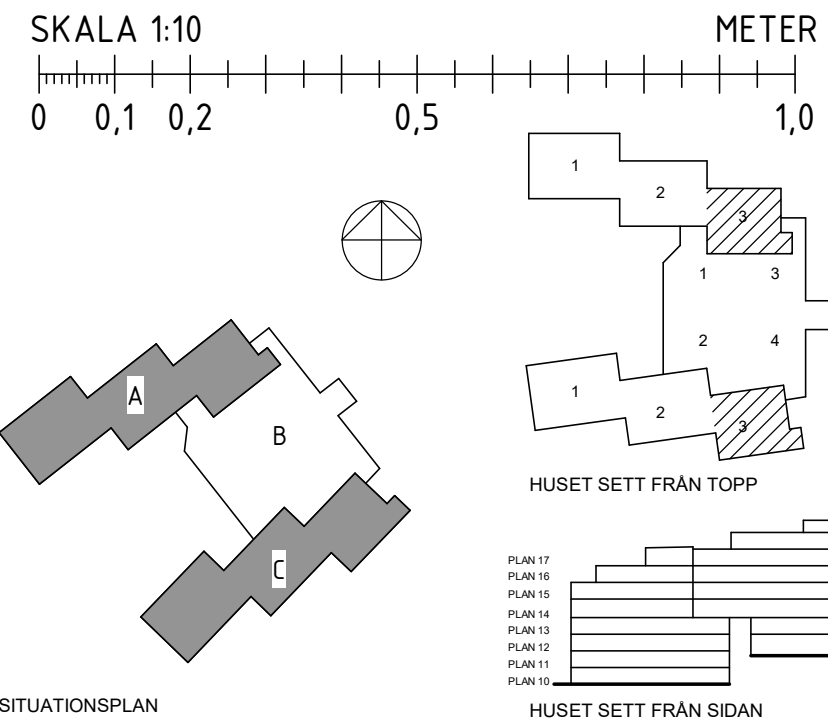 SKALA 1:10 METER
0 0,1 0,2 0,5 1,0
1
2
3
1 3
2 4
1
2
3
HUSET SETT FRÅN TOPP
A
B
C
SITUATIONSPLAN
PLAN 17
PLAN 16
PLAN 15
PLAN 14
PLAN 13
PLAN 12
PLAN 11
PLAN 10
HUSET SETT FRÅN SIDAN